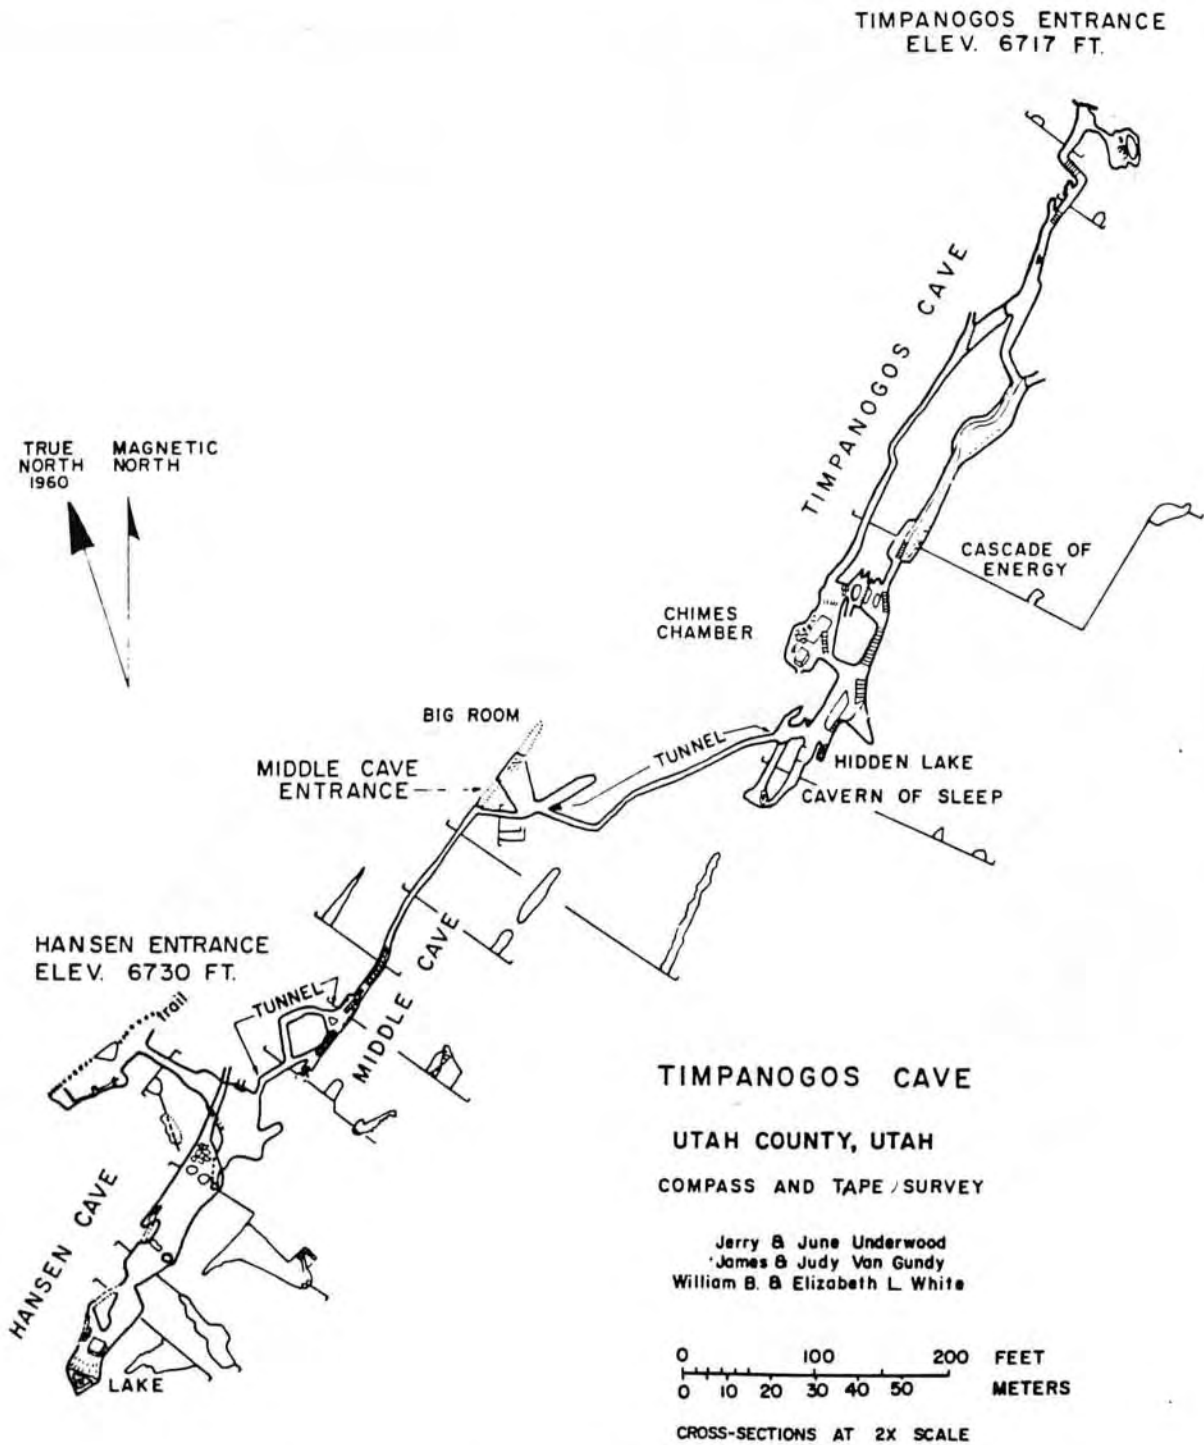 TIMPANOGOS ENTRANCE
ELEV. 6717 FT.
TIMPANOGOS CAVE
TRUE
NORTH
1960
MAGNETIC
NORTH
CASCADE OF
ENERGY
CHIMES
CHAMBER
BIG ROOM
TUNNEL
MIDDLE CAVE
ENTRANCE
HIDDEN LAKE
CAVERN OF SLEEP
HANSEN ENTRANCE
ELEV. 6730 FT.
trail
TUNNEL
MIDDLE CAVE
HANSEN CAVE
LAKE
TIMPANOGOS CAVE
UTAH COUNTY, UTAH
COMPASS AND TAPE SURVEY
Jerry & June Underwood
James & Judy Van Gundy
William B. & Elizabeth L. White
0 100 200 FEET
0 10 20 30 40 50 METERS
CROSS-SECTIONS AT 2X SCALE